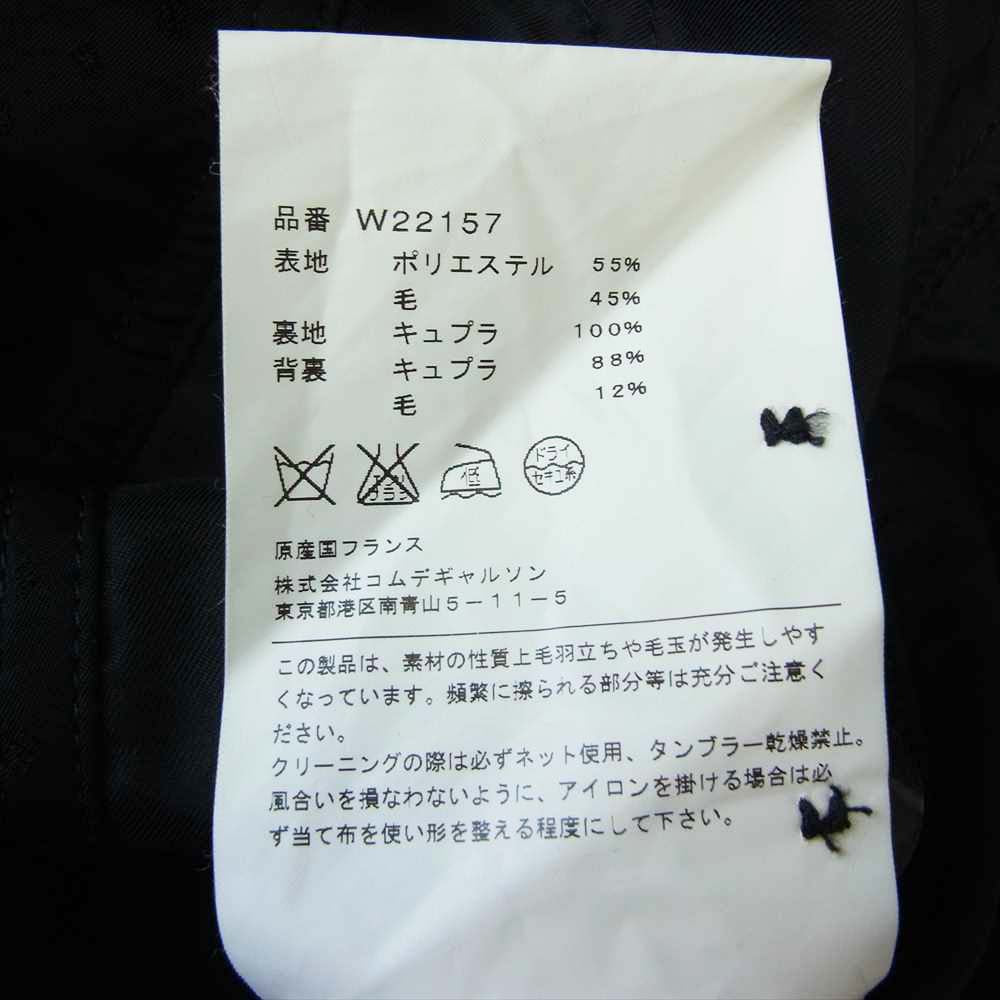 品番 W22157
表地 ポリエステル 55%
毛 45%
裏地 キュプラ 100%
背裏 キュプラ 88%
毛 12%
低
ドライ
セキユ系
原産国フランス
株式会社コムデギャルソン
東京都港区南青山5-11-5
この製品は、素材の性質上毛羽立ちや毛玉が発生しやす
くなっています。頻繁に擦られる部分等は充分ご注意く
ださい。
クリーニングの際は必ずネット使用、タンブラー乾燥禁止。
風合いを損なわないように、アイロンを掛ける場合は必
ず当て布を使い形を整える程度にして下さい。